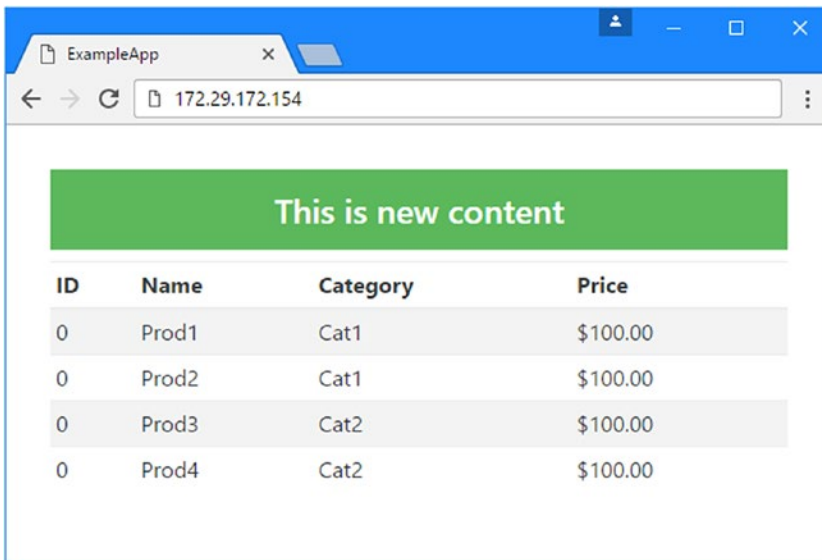 ExampleApp
172.29.172.154
This is new content
ID Name Category Price
0 Prod1 Cat1 $100.00
0 Prod2 Cat1 $100.00
0 Prod3 Cat2 $100.00
0 Prod4 Cat2 $100.00